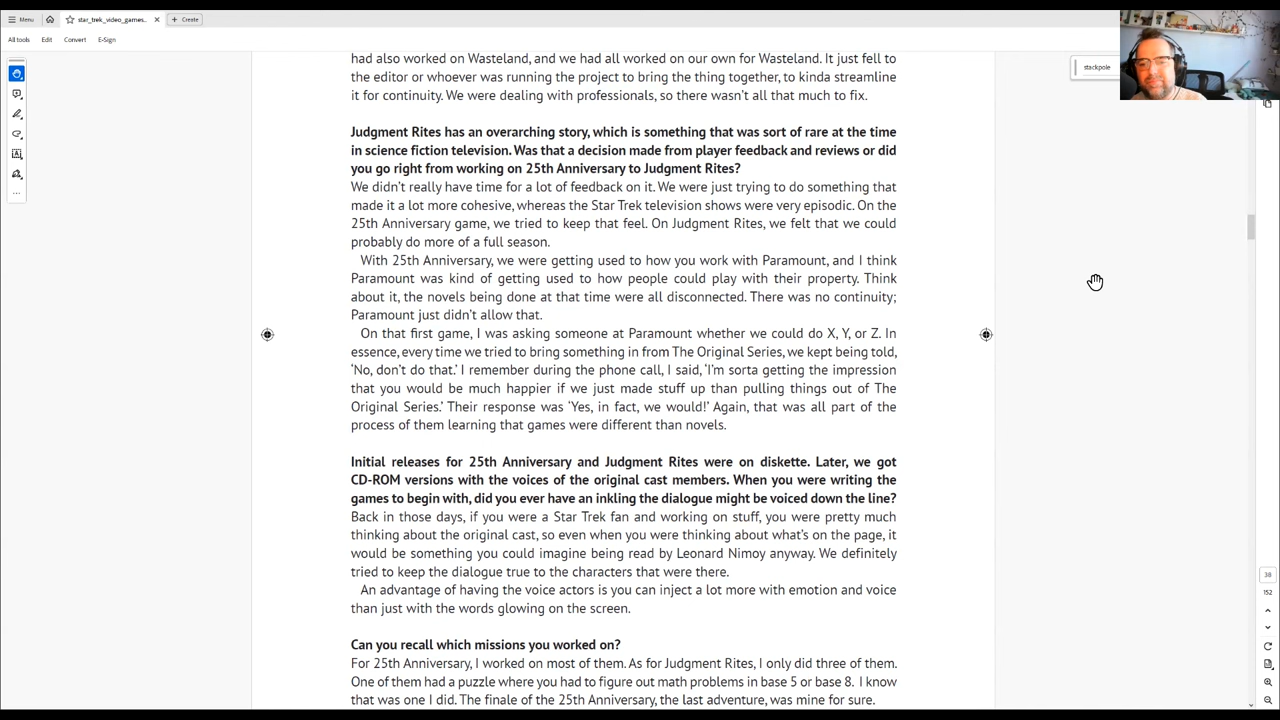 Menu
star_trek_video_games...
Create
All tools
Edit
Convert
E-Sign
stackpole
had also worked on Wasteland, and we had all worked on our own for Wasteland. It just fell to
the editor or whoever was running the project to bring the thing together, to kinda streamline
it for continuity. We were dealing with professionals, so there wasn't all that much to fix.
Judgment Rites has an overarching story, which is something that was sort of rare at the time
in science fiction television. Was that a decision made from player feedback and reviews or did
you go right from working on 25th Anniversary to Judgment Rites?
We didn't really have time for a lot of feedback on it. We were just trying to do something that
made it a lot more cohesive, whereas the Star Trek television shows were very episodic. On the
25th Anniversary game, we tried to keep that feel. On Judgment Rites, we felt that we could
probably do more of a full season.
With 25th Anniversary, we were getting used to how you work with Paramount, and I think
Paramount was kind of getting used to how people could play with their property. Think
about it, the novels being done at that time were all disconnected. There was no continuity;
Paramount just didn't allow that.
On that first game, I was asking someone at Paramount whether we could do X, Y, or Z. In
essence, every time we tried to bring something in from The Original Series, we kept being told,
'No, don't do that.' I remember during the phone call, I said, 'I'm sorta getting the impression
that you would be much happier if we just made stuff up than pulling things out of The
Original Series.' Their response was 'Yes, in fact, we would!' Again, that was all part of the
process of them learning that games were different than novels.
Initial releases for 25th Anniversary and Judgment Rites were on diskette. Later, we got
CD-ROM versions with the voices of the original cast members. When you were writing the
games to begin with, did you ever have an inkling the dialogue might be voiced down the line?
Back in those days, if you were a Star Trek fan and working on stuff, you were pretty much
thinking about the original cast, so even when you were thinking about what's on the page, it
would be something you could imagine being read by Leonard Nimoy anyway. We definitely
tried to keep the dialogue true to the characters that were there.
An advantage of having the voice actors is you can inject a lot more with emotion and voice
than just with the words glowing on the screen.
Can you recall which missions you worked on?
For 25th Anniversary, I worked on most of them. As for Judgment Rites, I only did three of them.
One of them had a puzzle where you had to figure out math problems in base 5 or base 8. I know
that was one I did. The finale of the 25th Anniversary, the last adventure, was mine for sure.
38
152